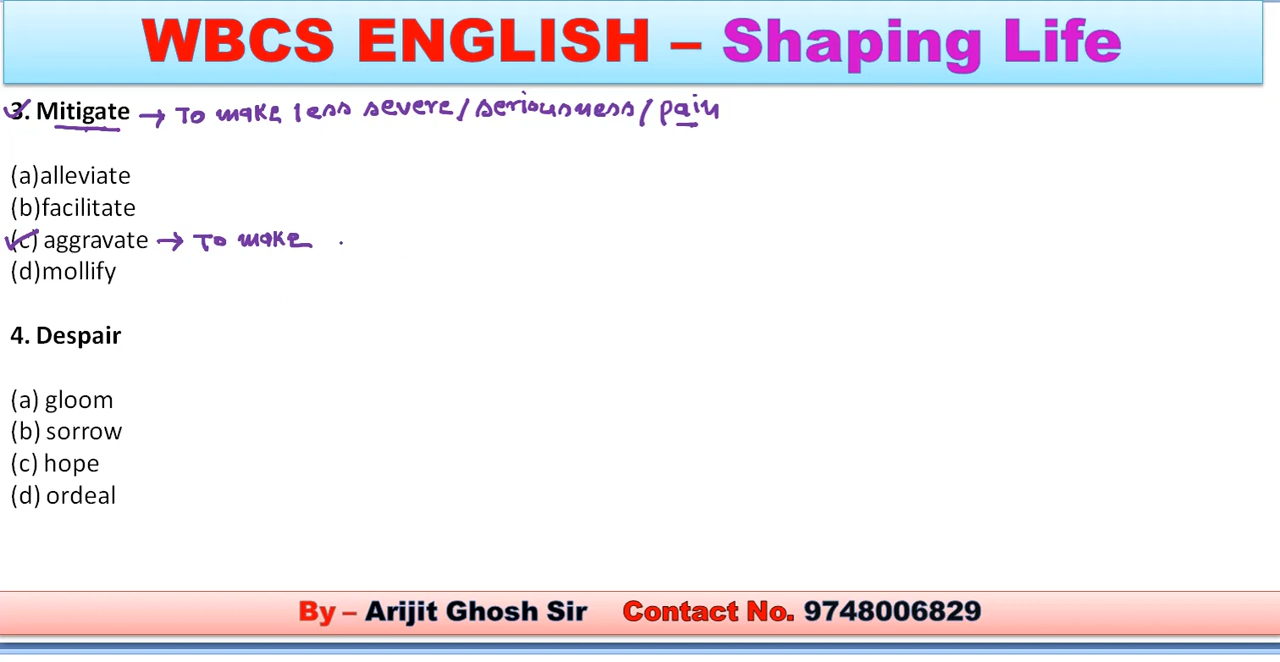 WBCS ENGLISH – Shaping Life
3. Mitigate → To make less severe/seriousness/pain
(a)alleviate
(b)facilitate
(c) aggravate → To make
(d)mollify
4. Despair
(a) gloom
(b) sorrow
(c) hope
(d) ordeal
By – Arijit Ghosh Sir Contact No. 9748006829